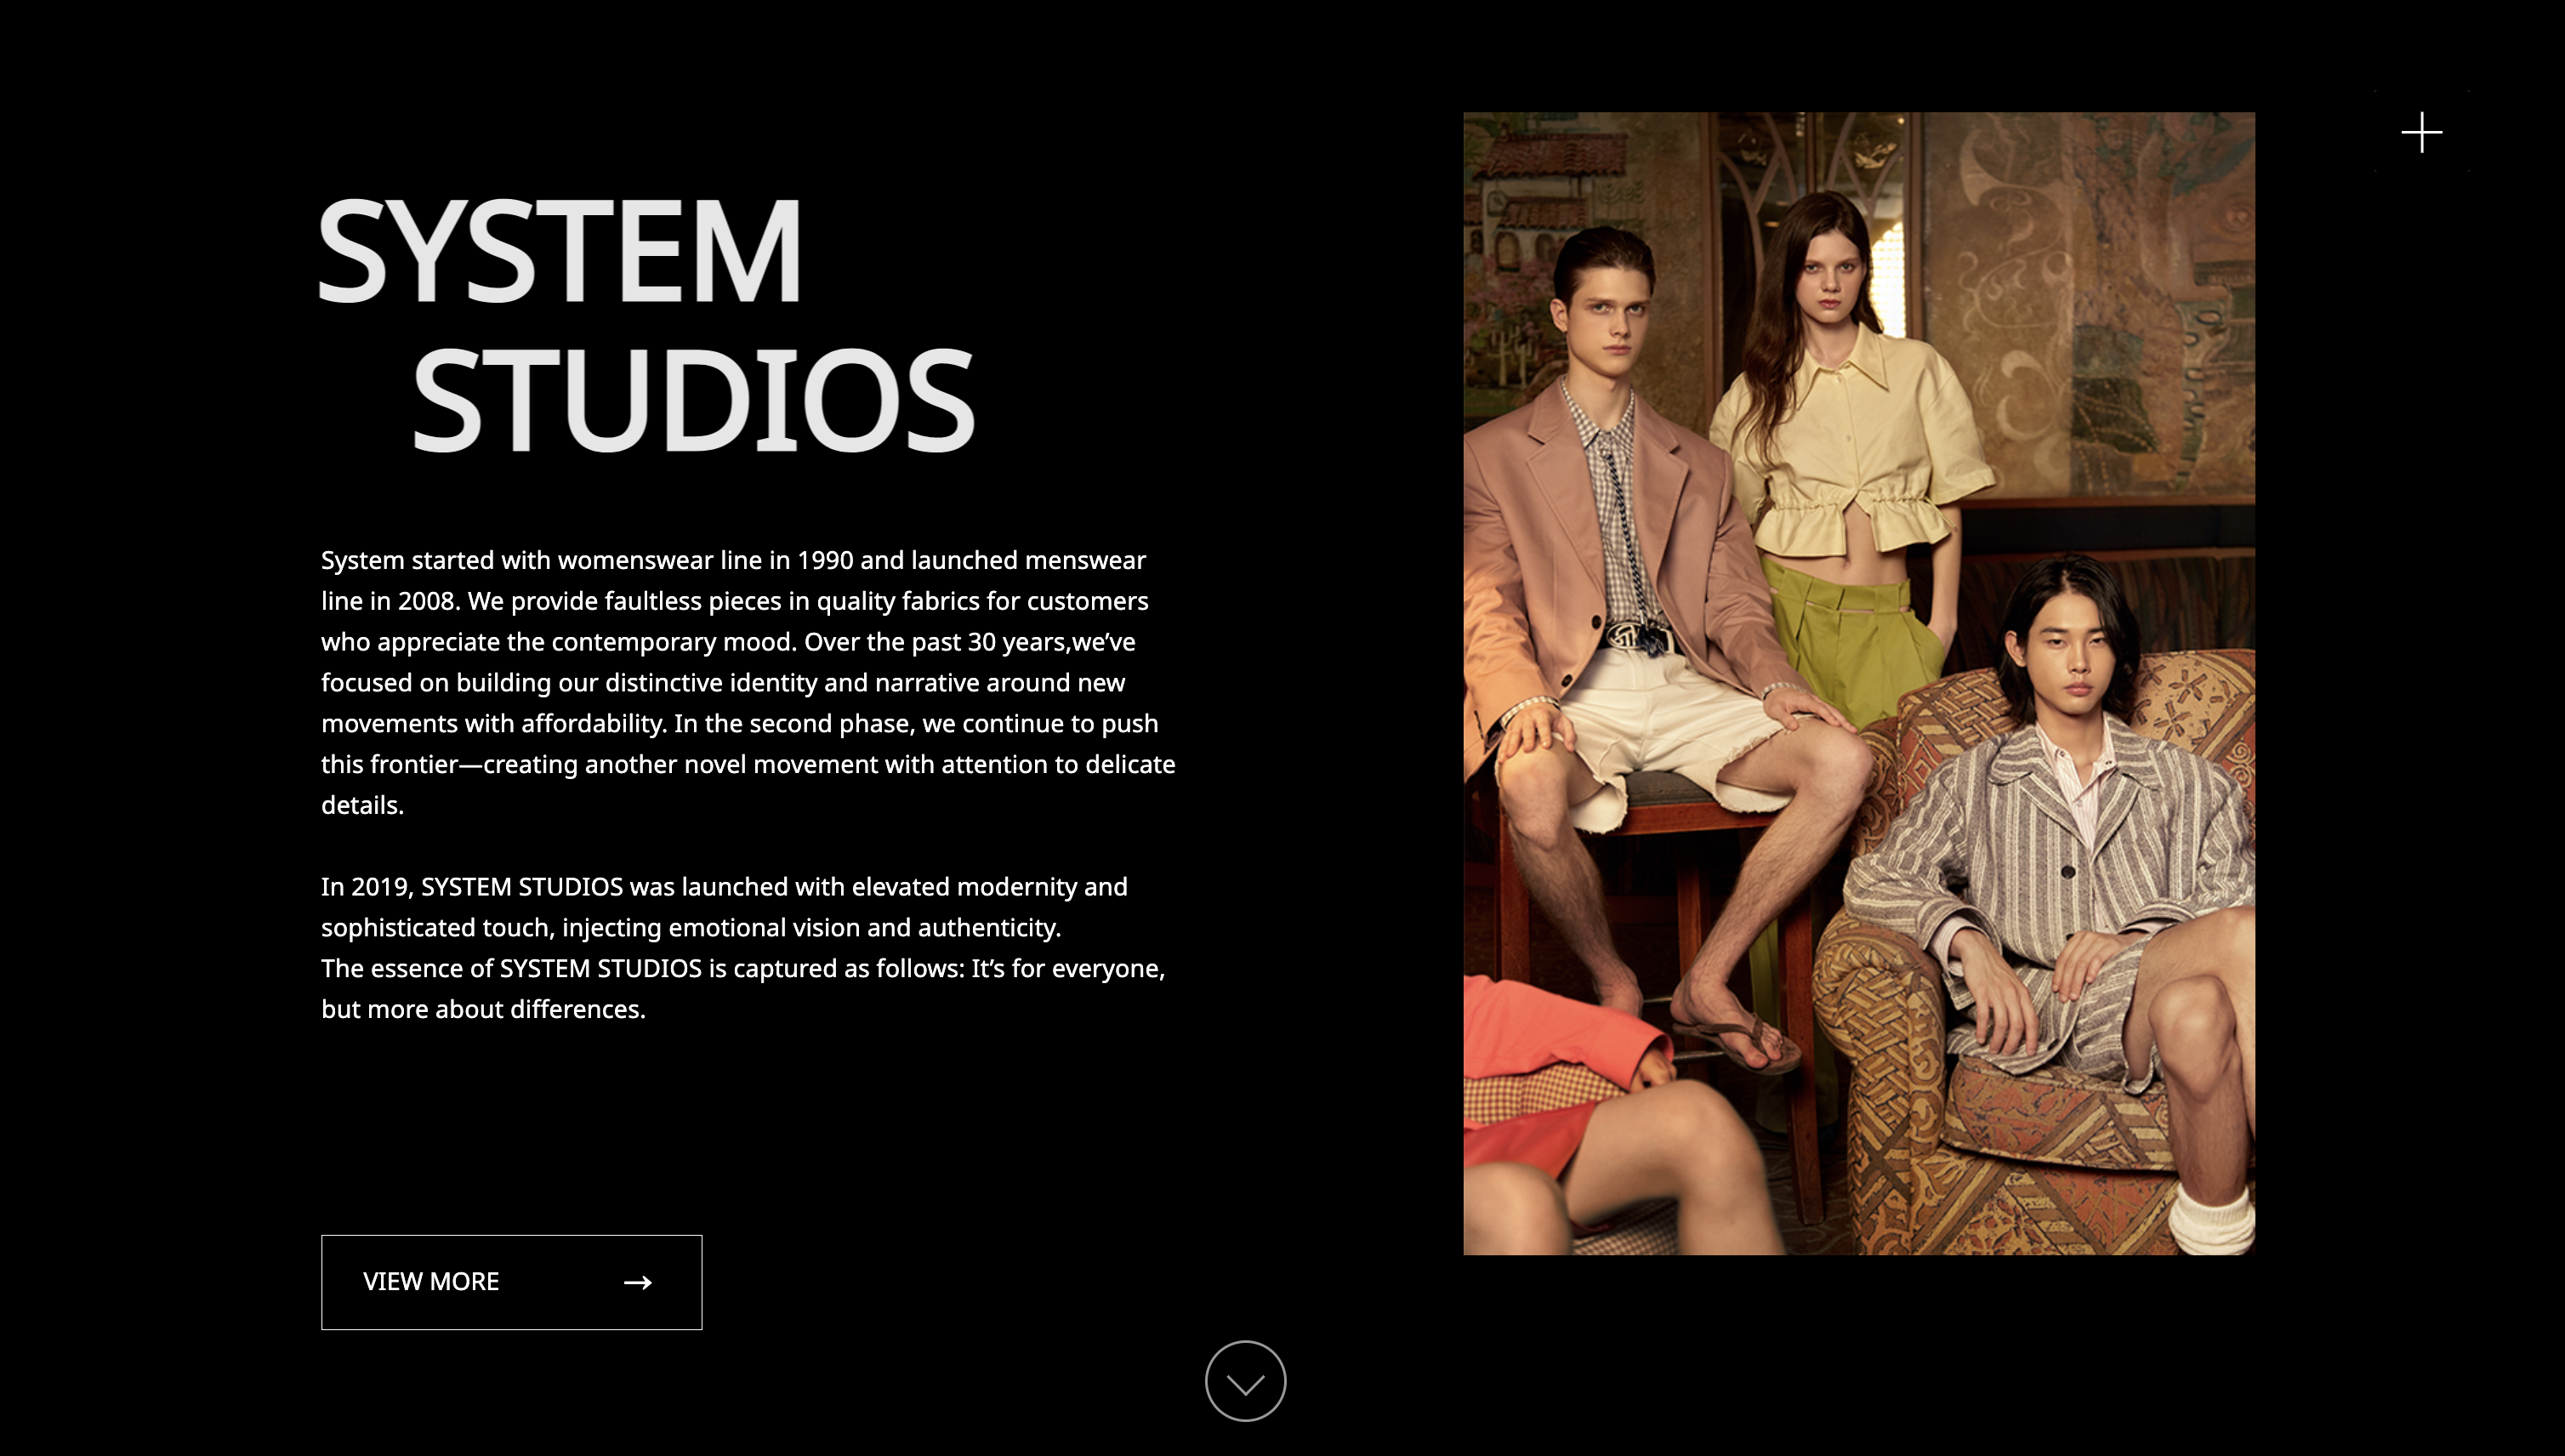 SYSTEM
STUDIOS
System started with womenswear line in 1990 and launched menswear
line in 2008. We provide faultless pieces in quality fabrics for customers
who appreciate the contemporary mood. Over the past 30 years,we’ve
focused on building our distinctive identity and narrative around new
movements with affordability. In the second phase, we continue to push
this frontier—creating another novel movement with attention to delicate
details.
In 2019, SYSTEM STUDIOS was launched with elevated modernity and
sophisticated touch, injecting emotional vision and authenticity.
The essence of SYSTEM STUDIOS is captured as follows: It’s for everyone,
but more about differences.
VIEW MORE →